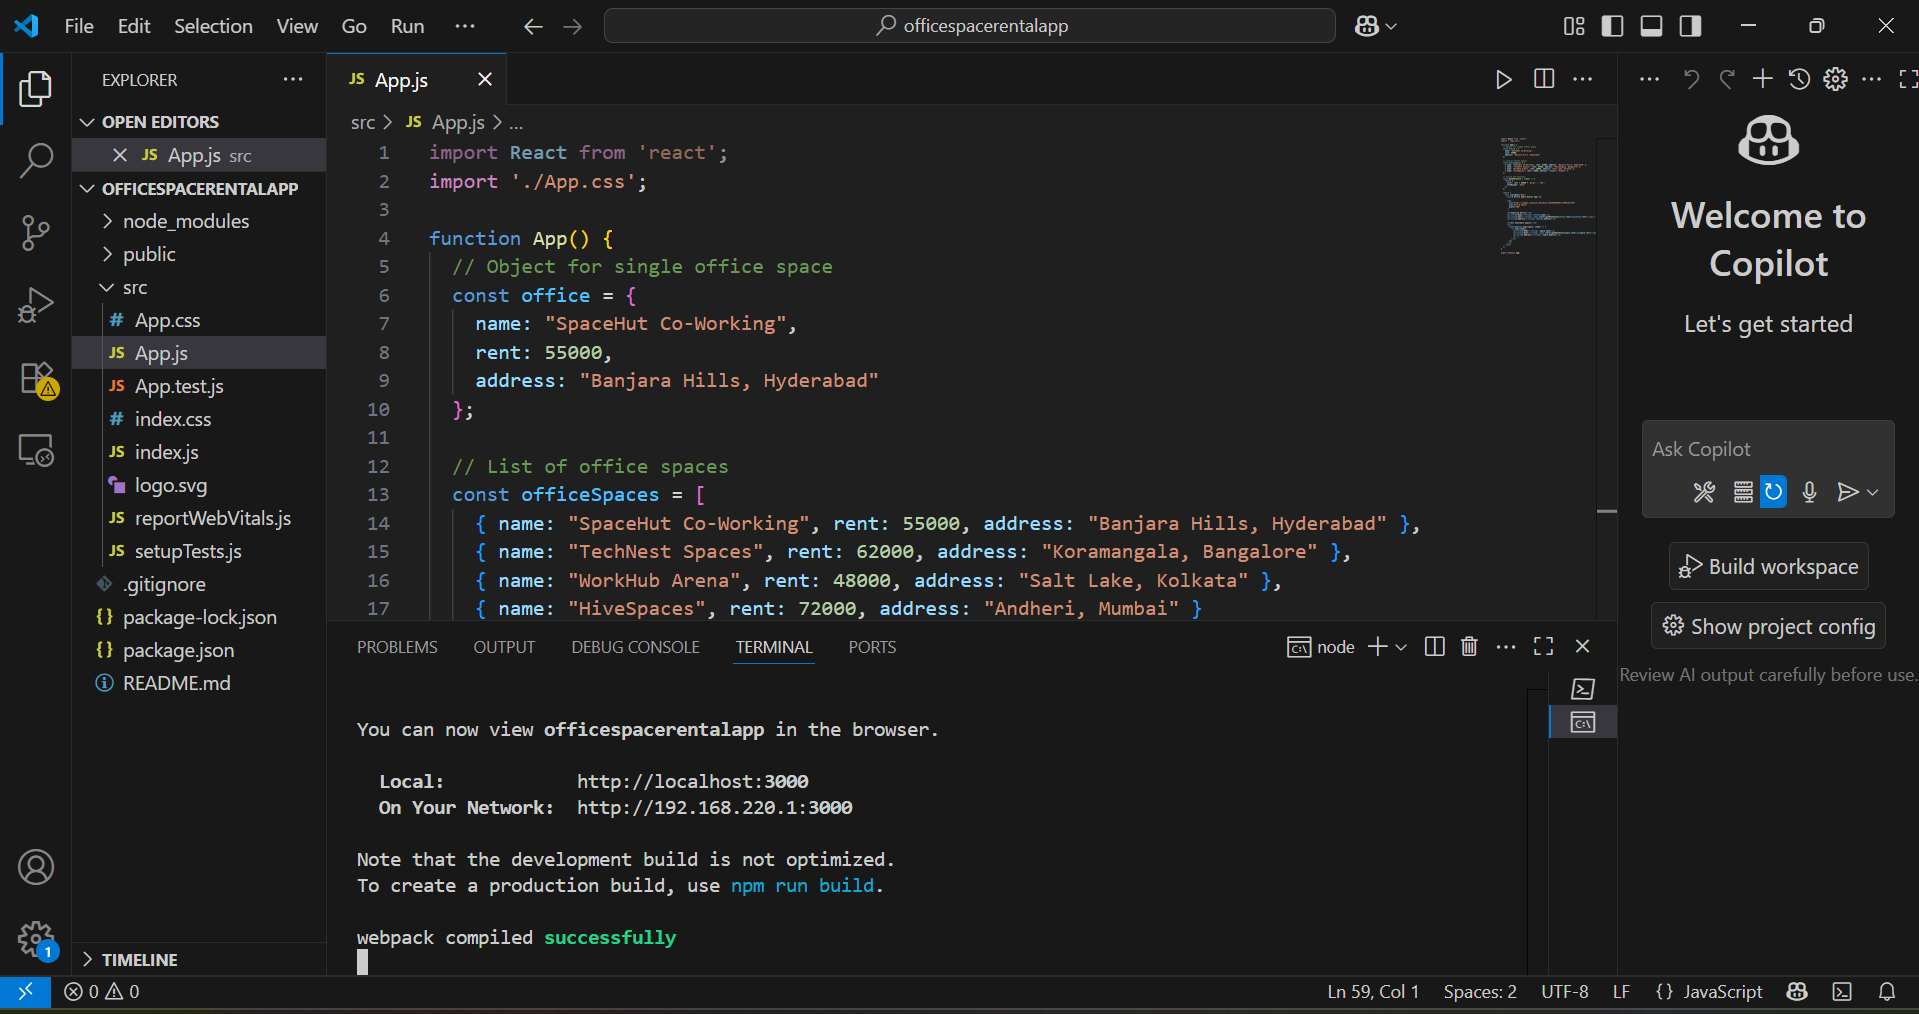 File Edit Selection View Go Run ··· officespacerentalapp
EXPLORER
OPEN EDITORS
JS App.js src
OFFICESPACERENTALAPP
node_modules
public
src
# App.css
JS App.js
JS App.test.js
# index.css
JS index.js
logo.svg
JS reportWebVitals.js
JS setupTests.js
.gitignore
{} package-lock.json
{} package.json
README.md
TIMELINE
1
JS App.js
src > JS App.js > ...
1 import React from 'react';
2 import './App.css';
3
4 function App() {
5 // Object for single office space
6 const office = {
7 name: "SpaceHut Co-Working",
8 rent: 55000,
9 address: "Banjara Hills, Hyderabad"
10 };
11
12 // List of office spaces
13 const officeSpaces = [
14 { name: "SpaceHut Co-Working", rent: 55000, address: "Banjara Hills, Hyderabad" },
15 { name: "TechNest Spaces", rent: 62000, address: "Koramangala, Bangalore" },
16 { name: "WorkHub Arena", rent: 48000, address: "Salt Lake, Kolkata" },
17 { name: "HiveSpaces", rent: 72000, address: "Andheri, Mumbai" }
PROBLEMS OUTPUT DEBUG CONSOLE TERMINAL PORTS node
You can now view officespacerentalapp in the browser.
Local: http://localhost:3000
On Your Network: http://192.168.220.1:3000
Note that the development build is not optimized.
To create a production build, use npm run build.
webpack compiled successfully
Welcome to
Copilot
Let's get started
Ask Copilot
Build workspace
Show project config
Review AI output carefully before use.
0 0 Ln 59, Col 1 Spaces: 2 UTF-8 LF {} JavaScript